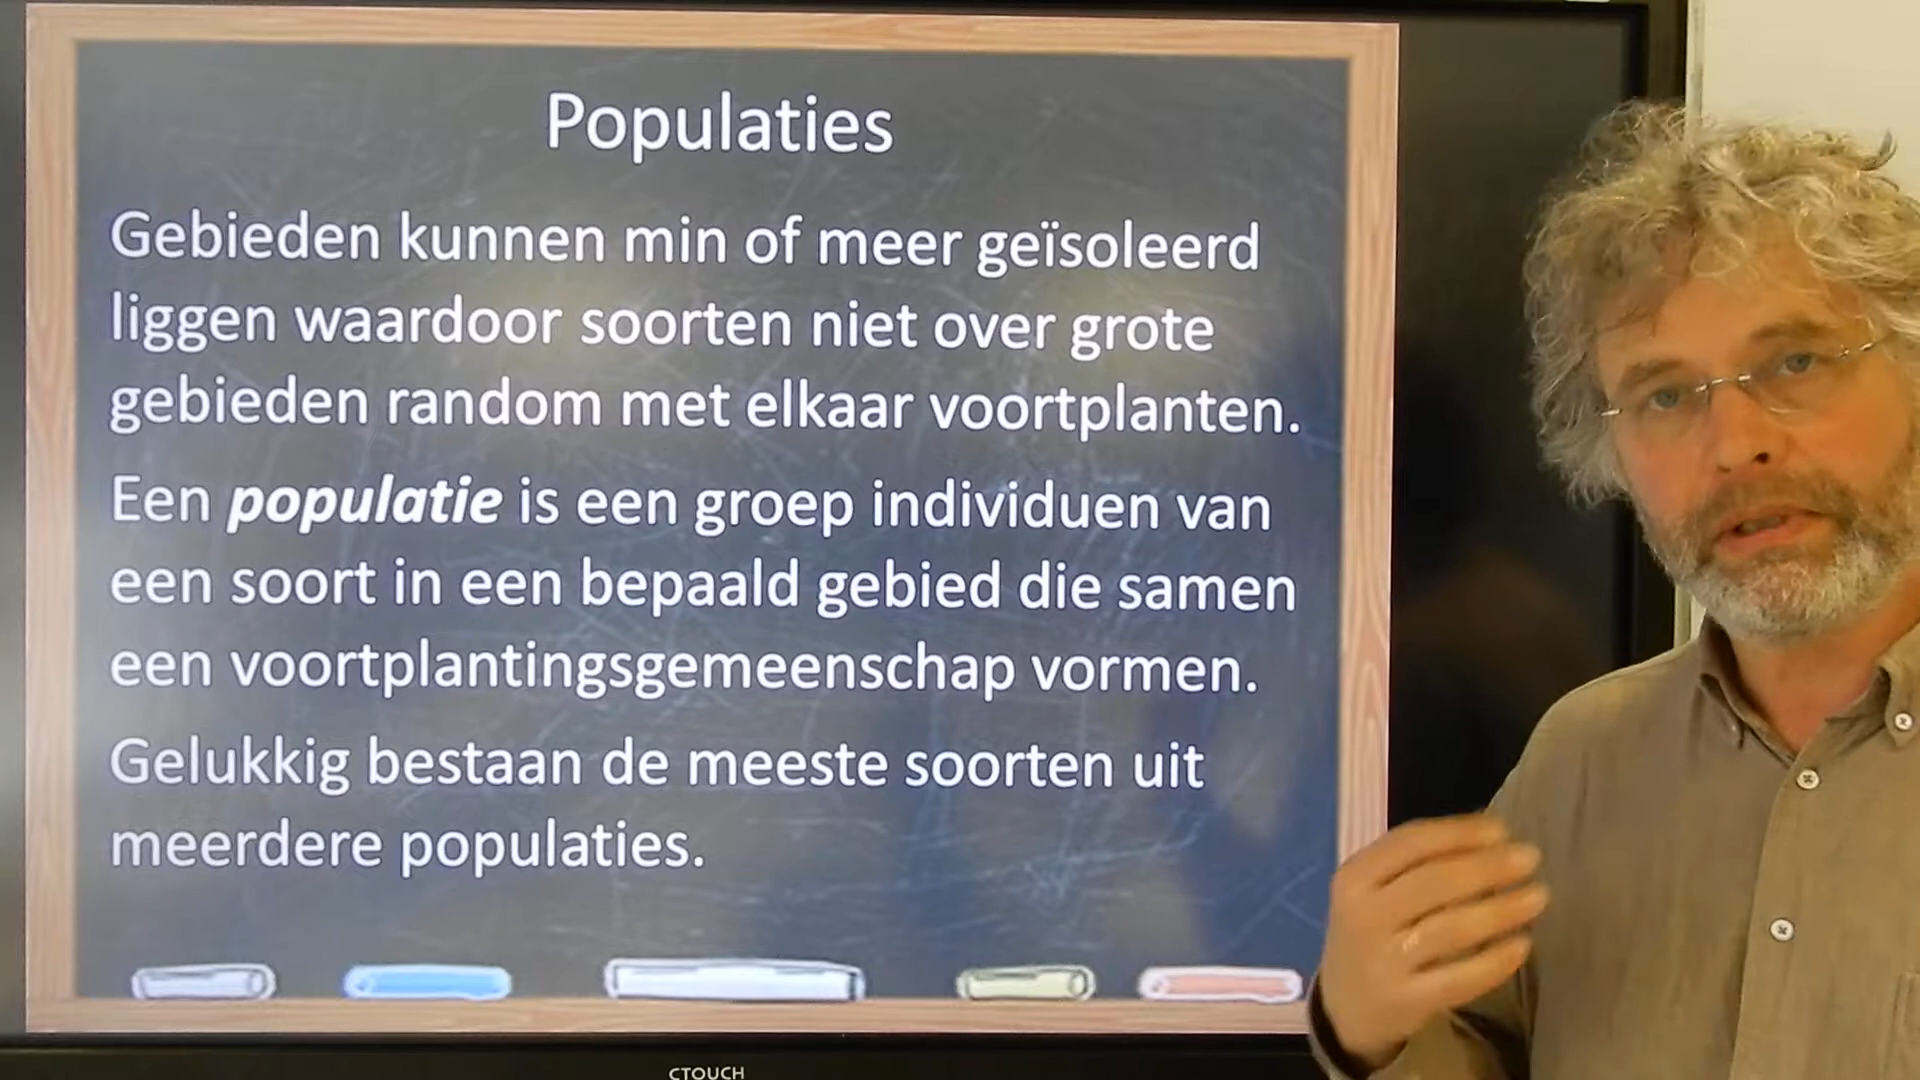 Populaties
Gebieden kunnen min of meer geïsoleerd
liggen waardoor soorten niet over grote
gebieden random met elkaar voortplanten.
Een populatie is een groep individuen van
een soort in een bepaald gebied die samen
een voortplantingsgemeenschap vormen.
Gelukkig bestaan de meeste soorten uit
meerdere populaties.
CTOUCH